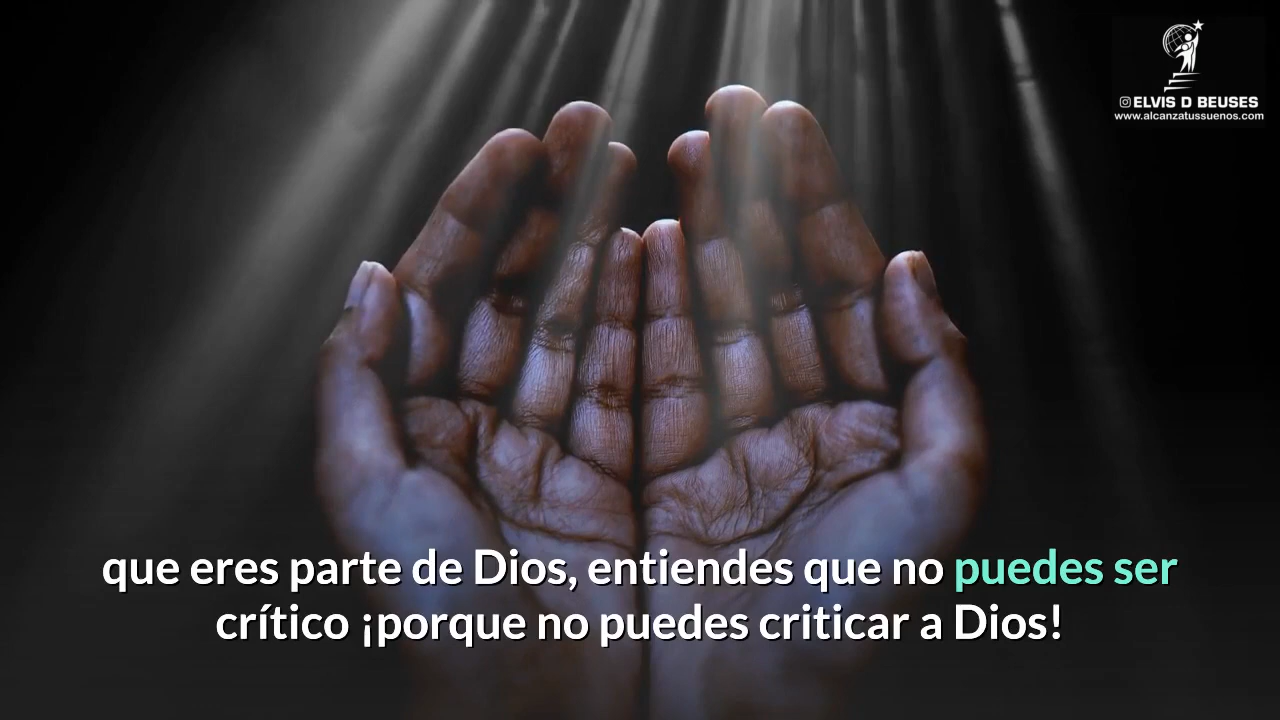 ELVIS D BEUSES
www.alcanzatussuenos.com
que eres parte de Dios, entiendes que no puedes ser
crítico ¡porque no puedes criticar a Dios!